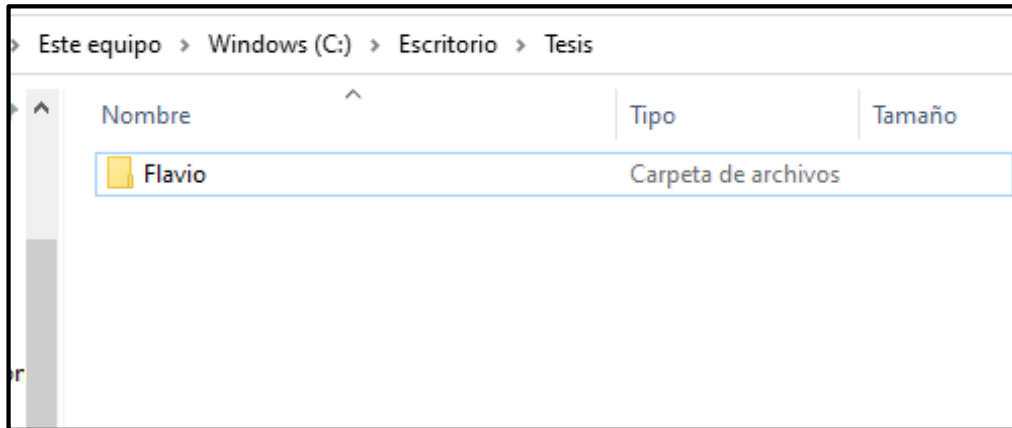 Este equipo > Windows (C:) > Escritorio > Tesis
Nombre Tipo Tamaño
Flavio Carpeta de archivos